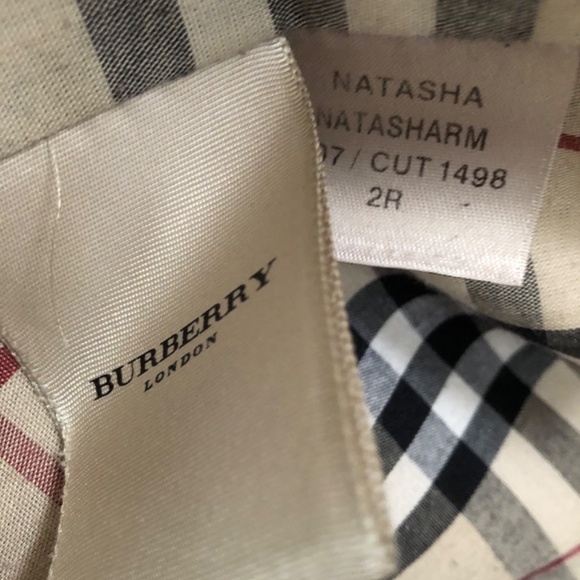 NATASHA
NATASHARM
07/CUT 1498
2R
BURBERRY
LONDON